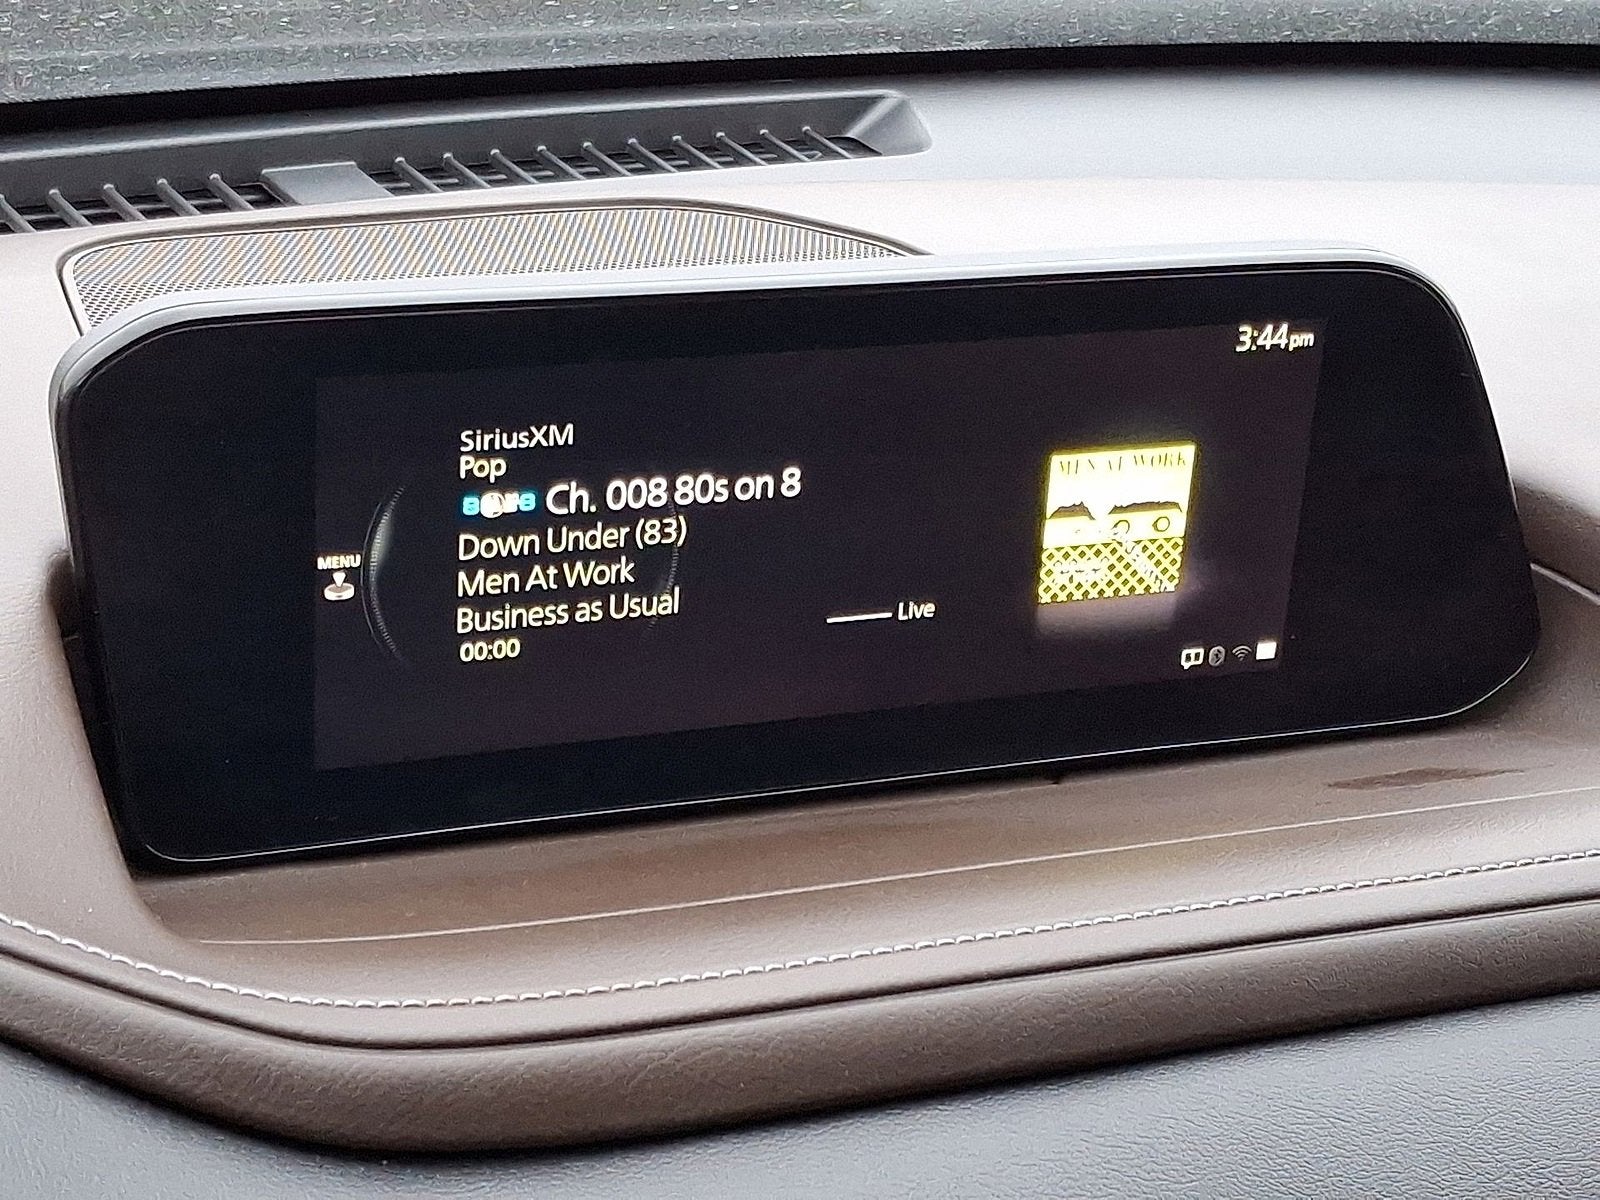 3:44pm
SiriusXM
Pop
Ch. 008 80s on 8
Down Under (83)
Men At Work
Business as Usual
00:00
MENU
Live
MEN AT WORK